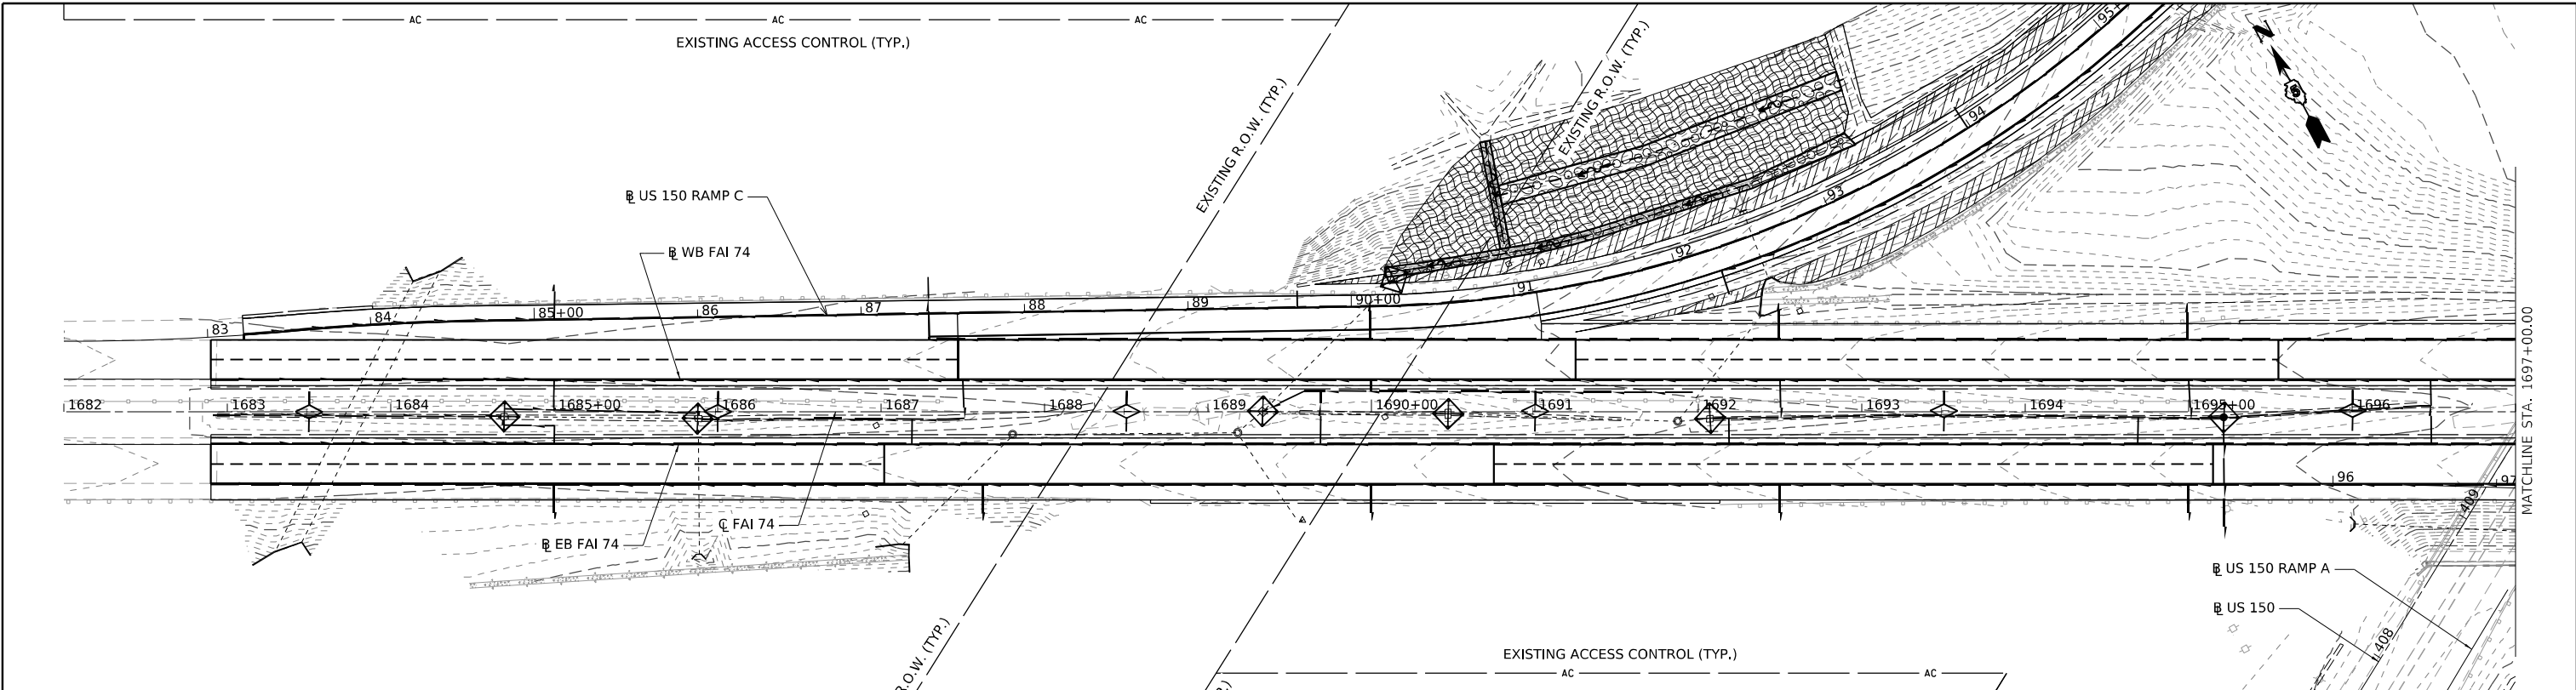 AC AC AC
EXISTING ACCESS CONTROL (TYP.)
EXISTING R.O.W. (TYP.)
EXISTING R.O.W. (TYP.)
N
95+
94
93
92
91
90+00
89
88
87
86
85+00
84
83
℄ US 150 RAMP C
℄ WB FAI 74
1682 1683 1684 1685+00 1686 1687 1688 1689 1690+00 1691 1692 1693 1694 1695+00 1696
MATCHLINE STA. 1697+00.00
96 97
℄ FAI 74
℄ EB FAI 74
409
408
℄ US 150 RAMP A
℄ US 150
R.O.W. (TYP.)
EXISTING ACCESS CONTROL (TYP.)
AC AC